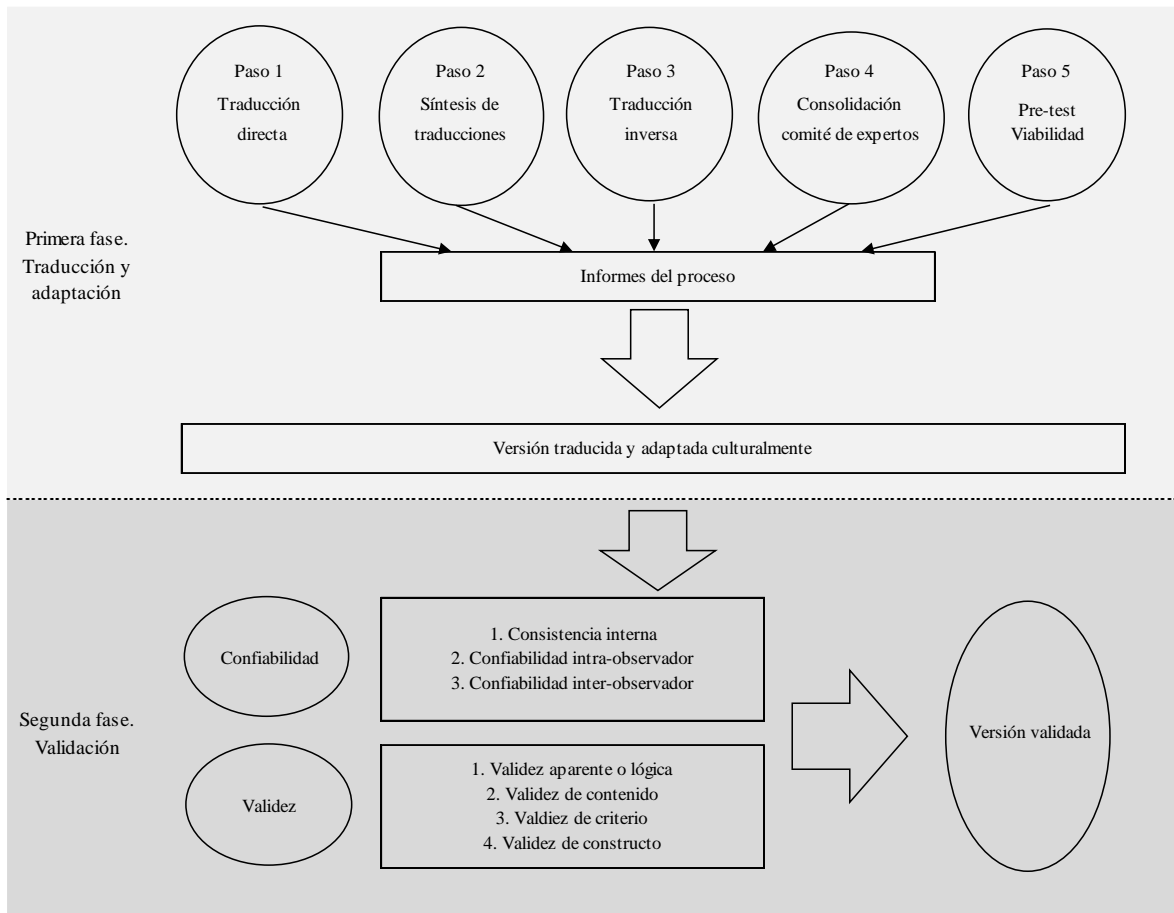 Paso 1
Traducción
directa
Paso 2
Síntesis de
traducciones
Paso 3
Traducción
inversa
Paso 4
Consolidación
comité de expertos
Paso 5
Pre-test
Viabilidad
Primera fase.
Traducción y
adaptación
Informes del proceso
Versión traducida y adaptada culturalmente
Segunda fase.
Validación
Confiabilidad
1. Consistencia interna
2. Confiabilidad intra-observador
3. Confiabilidad inter-observador
Validez
1. Validez aparente o lógica
2. Validez de contenido
3. Valdiez de criterio
4. Validez de constructo
Versión validada